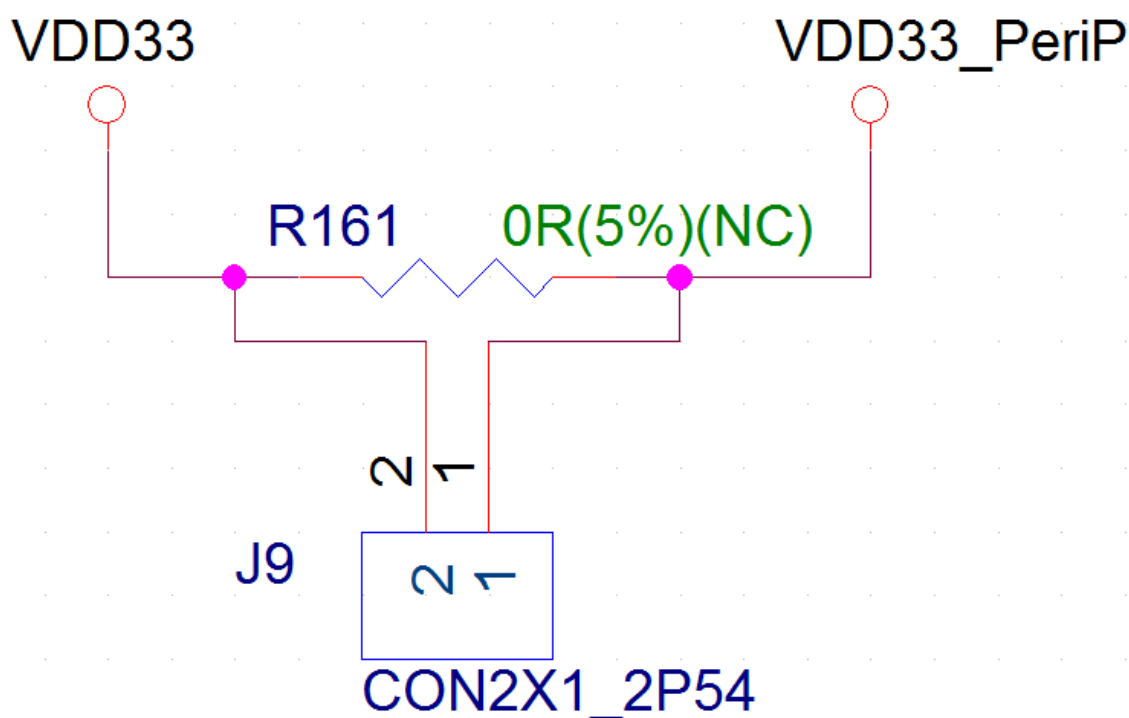 VDD33 VDD33_PeriP
R161 0R(5%)(NC)
2 1
J9
2 1
CON2X1_2P54